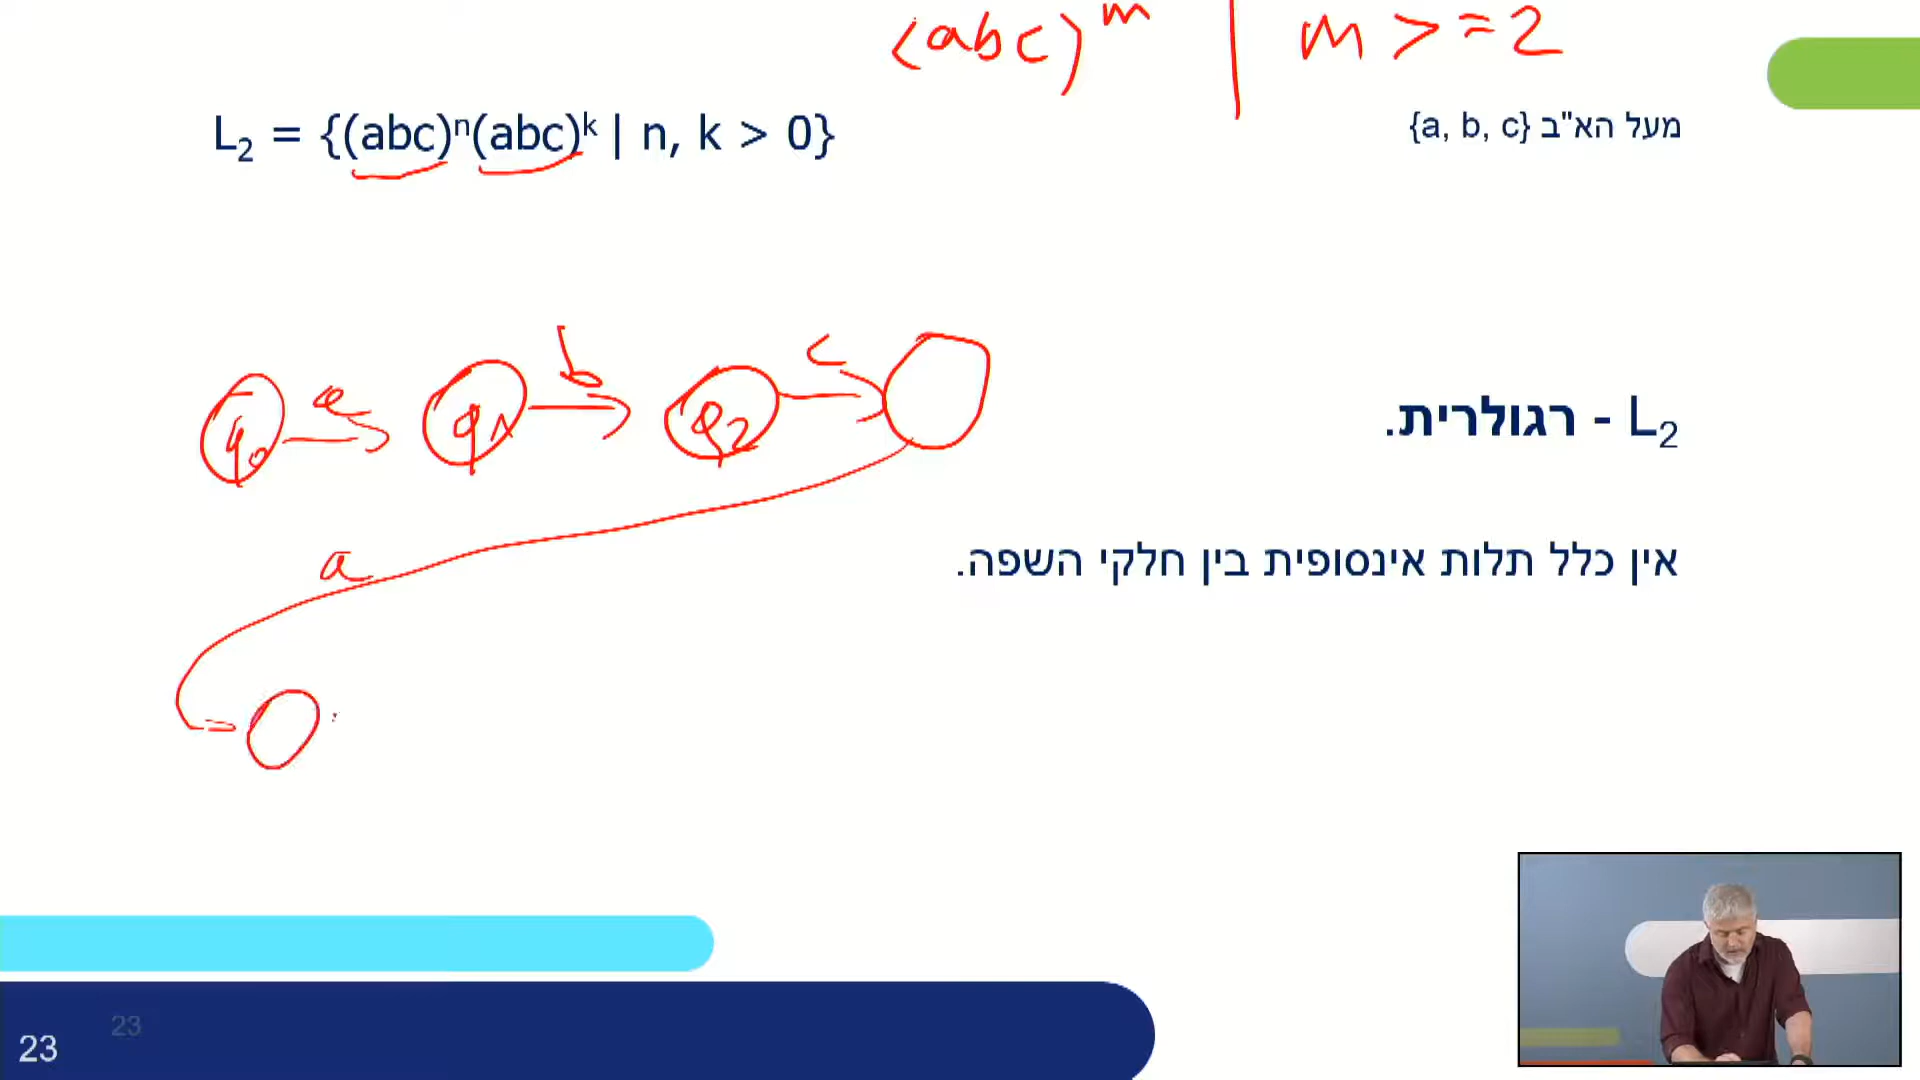 (abc)^m | m >= 2
L₂ = {(abc)ⁿ(abc)ᵏ | n, k > 0}
מעל הא"ב {a, b, c}
a b c
q₀ q₁ q₂
L₂ - רגולרית.
a
אין כלל תלות אינסופית בין חלקי השפה.
23
23